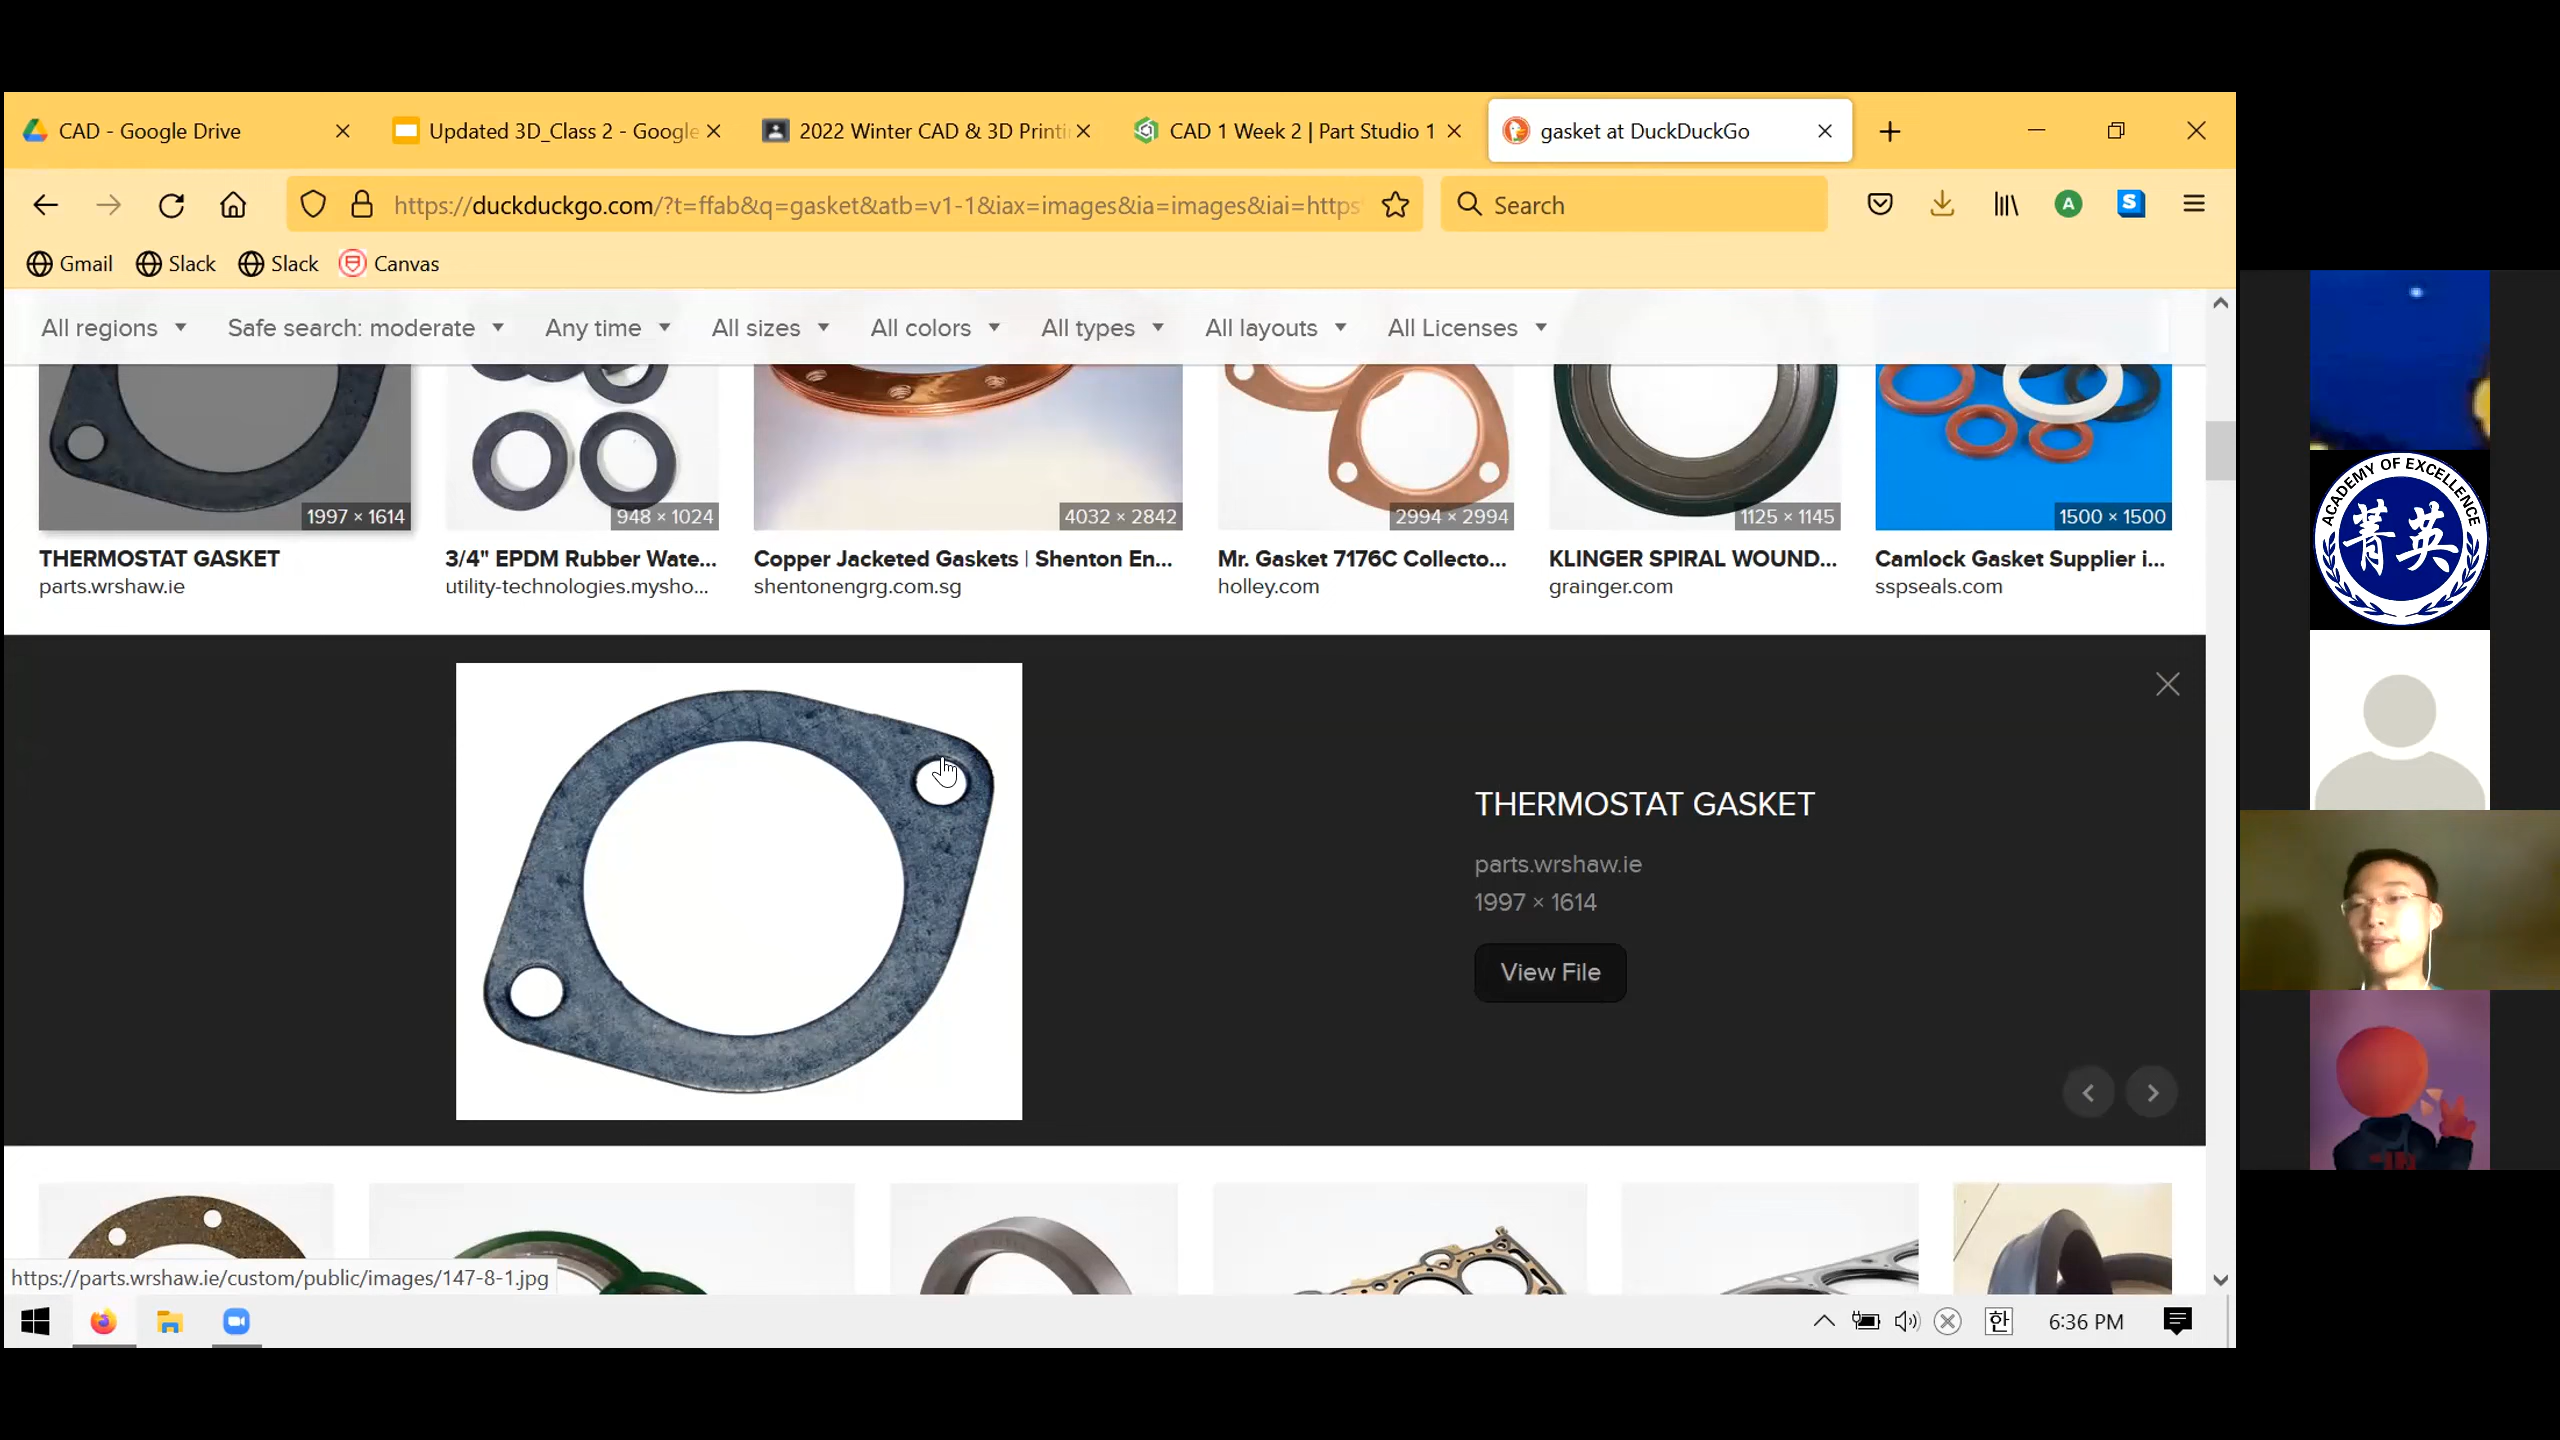 CAD - Google Drive
Updated 3D_Class 2 - Google
2022 Winter CAD & 3D Printi
CAD 1 Week 2 | Part Studio 1
gasket at DuckDuckGo
https://duckduckgo.com/?t=ffab&q=gasket&atb=v1-1&iax=images&ia=images&iai=https
Search
A
S
Gmail
Slack
Slack
Canvas
All regions
Safe search: moderate
Any time
All sizes
All colors
All types
All layouts
All Licenses
1997 × 1614
948 × 1024
4032 × 2842
2994 × 2994
1125 × 1145
1500 × 1500
THERMOSTAT GASKET
parts.wrshaw.ie
3/4" EPDM Rubber Wate...
utility-technologies.mysho...
Copper Jacketed Gaskets | Shenton En...
shentonengrg.com.sg
Mr. Gasket 7176C Collecto...
holley.com
KLINGER SPIRAL WOUND...
grainger.com
Camlock Gasket Supplier i...
sspseals.com
ACADEMY OF EXCELLENCE
菁英
THERMOSTAT GASKET
parts.wrshaw.ie
1997 × 1614
View File
https://parts.wrshaw.ie/custom/public/images/147-8-1.jpg
한
6:36 PM